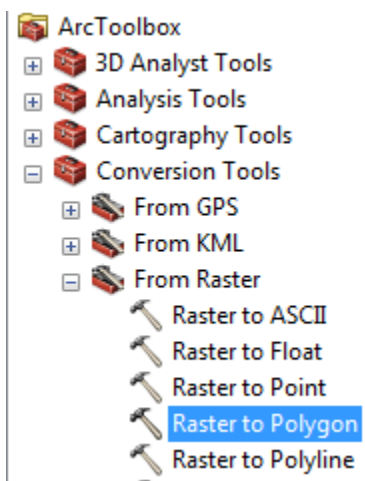 ArcToolbox
3D Analyst Tools
Analysis Tools
Cartography Tools
Conversion Tools
From GPS
From KML
From Raster
Raster to ASCII
Raster to Float
Raster to Point
Raster to Polygon
Raster to Polyline